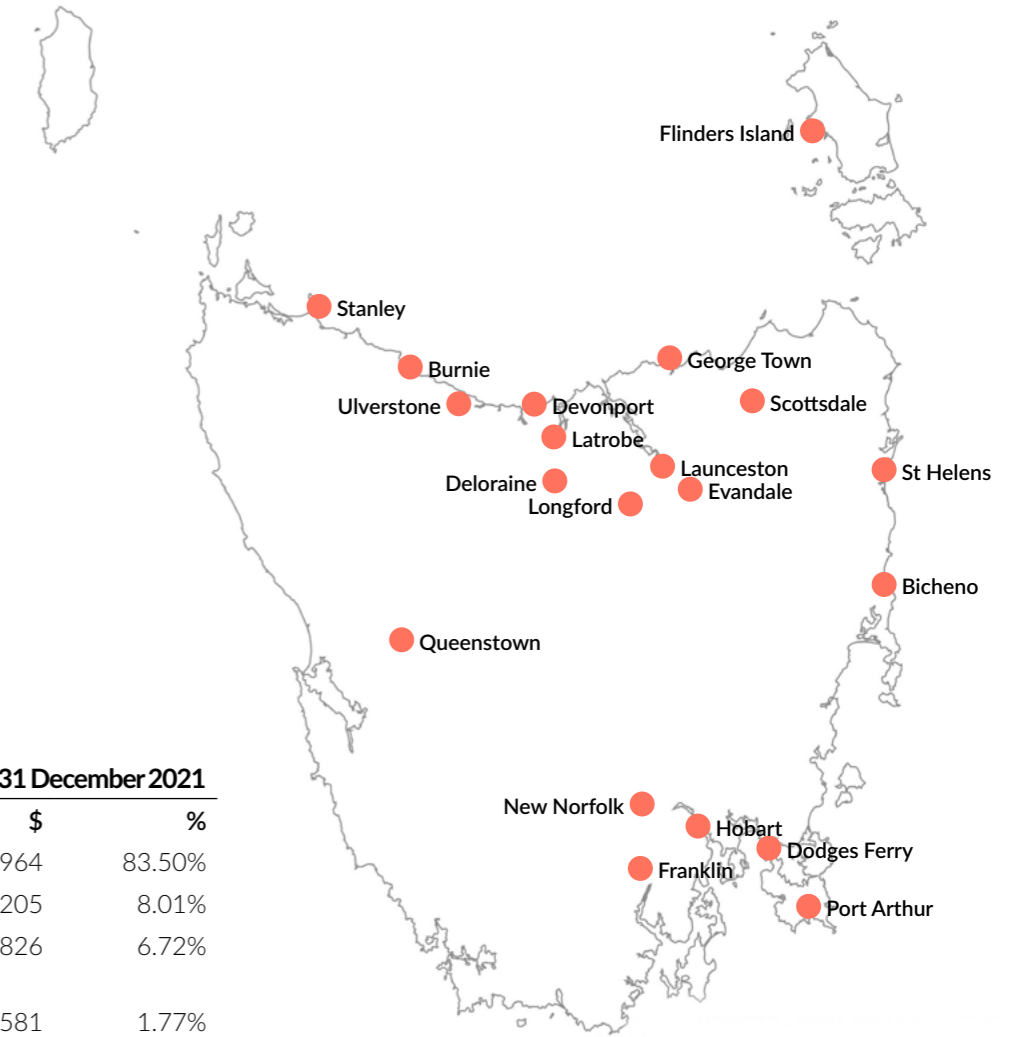 Flinders Island
Stanley
George Town
Burnie
Scottsdale
Ulverstone
Devonport
Latrobe
Launceston
St Helens
Deloraine
Evandale
Longford
Bicheno
Queenstown
31 December 2021
$ %
964 83.50%
205 8.01%
826 6.72%
581 1.77%
New Norfolk
Hobart
Dodges Ferry
Franklin
Port Arthur